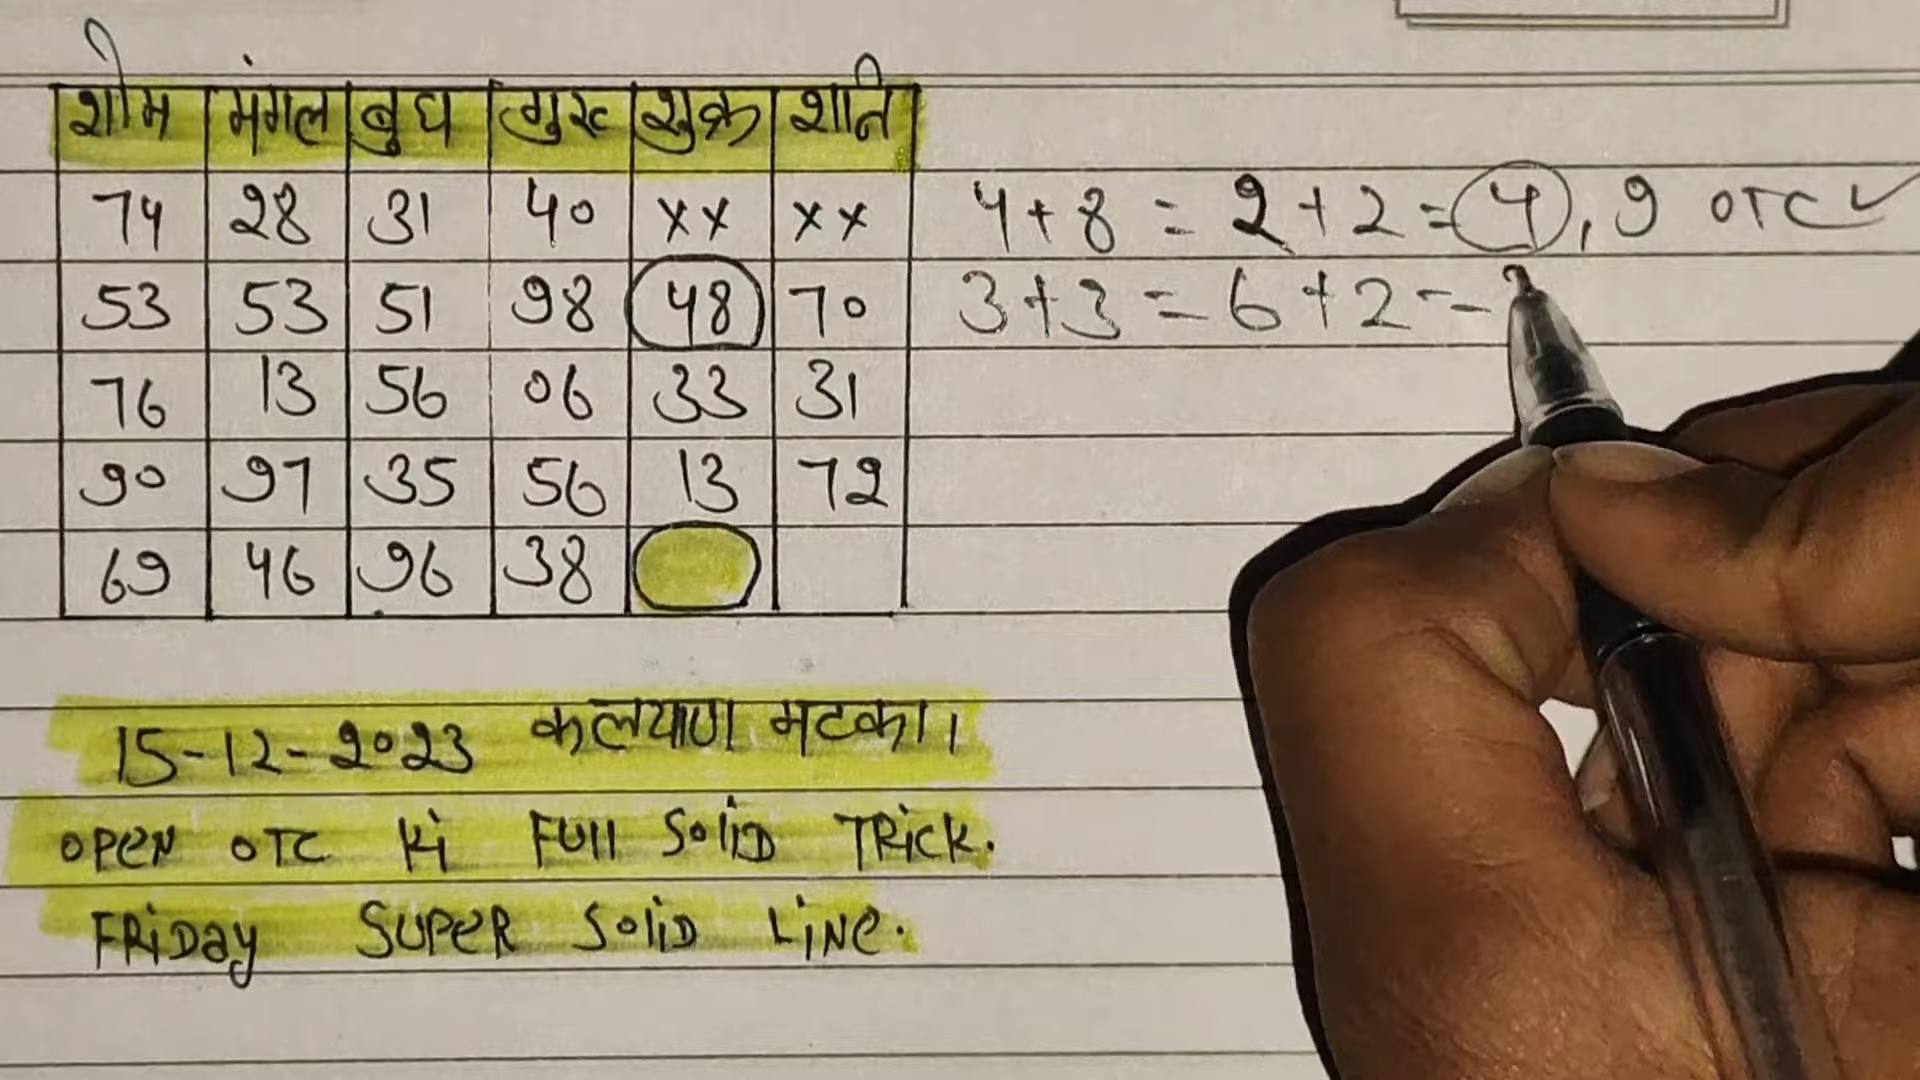 शोम मंगल बुध गुरु शुक्र शनि
74 28 31 40 xx xx
53 53 51 98 48 70
76 13 56 06 33 31
90 97 35 56 13 72
69 46 96 38
4+8 = 2+2 = 4, 9 OTC ✓
3+3 = 6+2 =
15-12-2023 कलयाण मटका।
OPEN OTC Ki FUll Solid TRick.
FRiDay SUPER Solid LiNe.